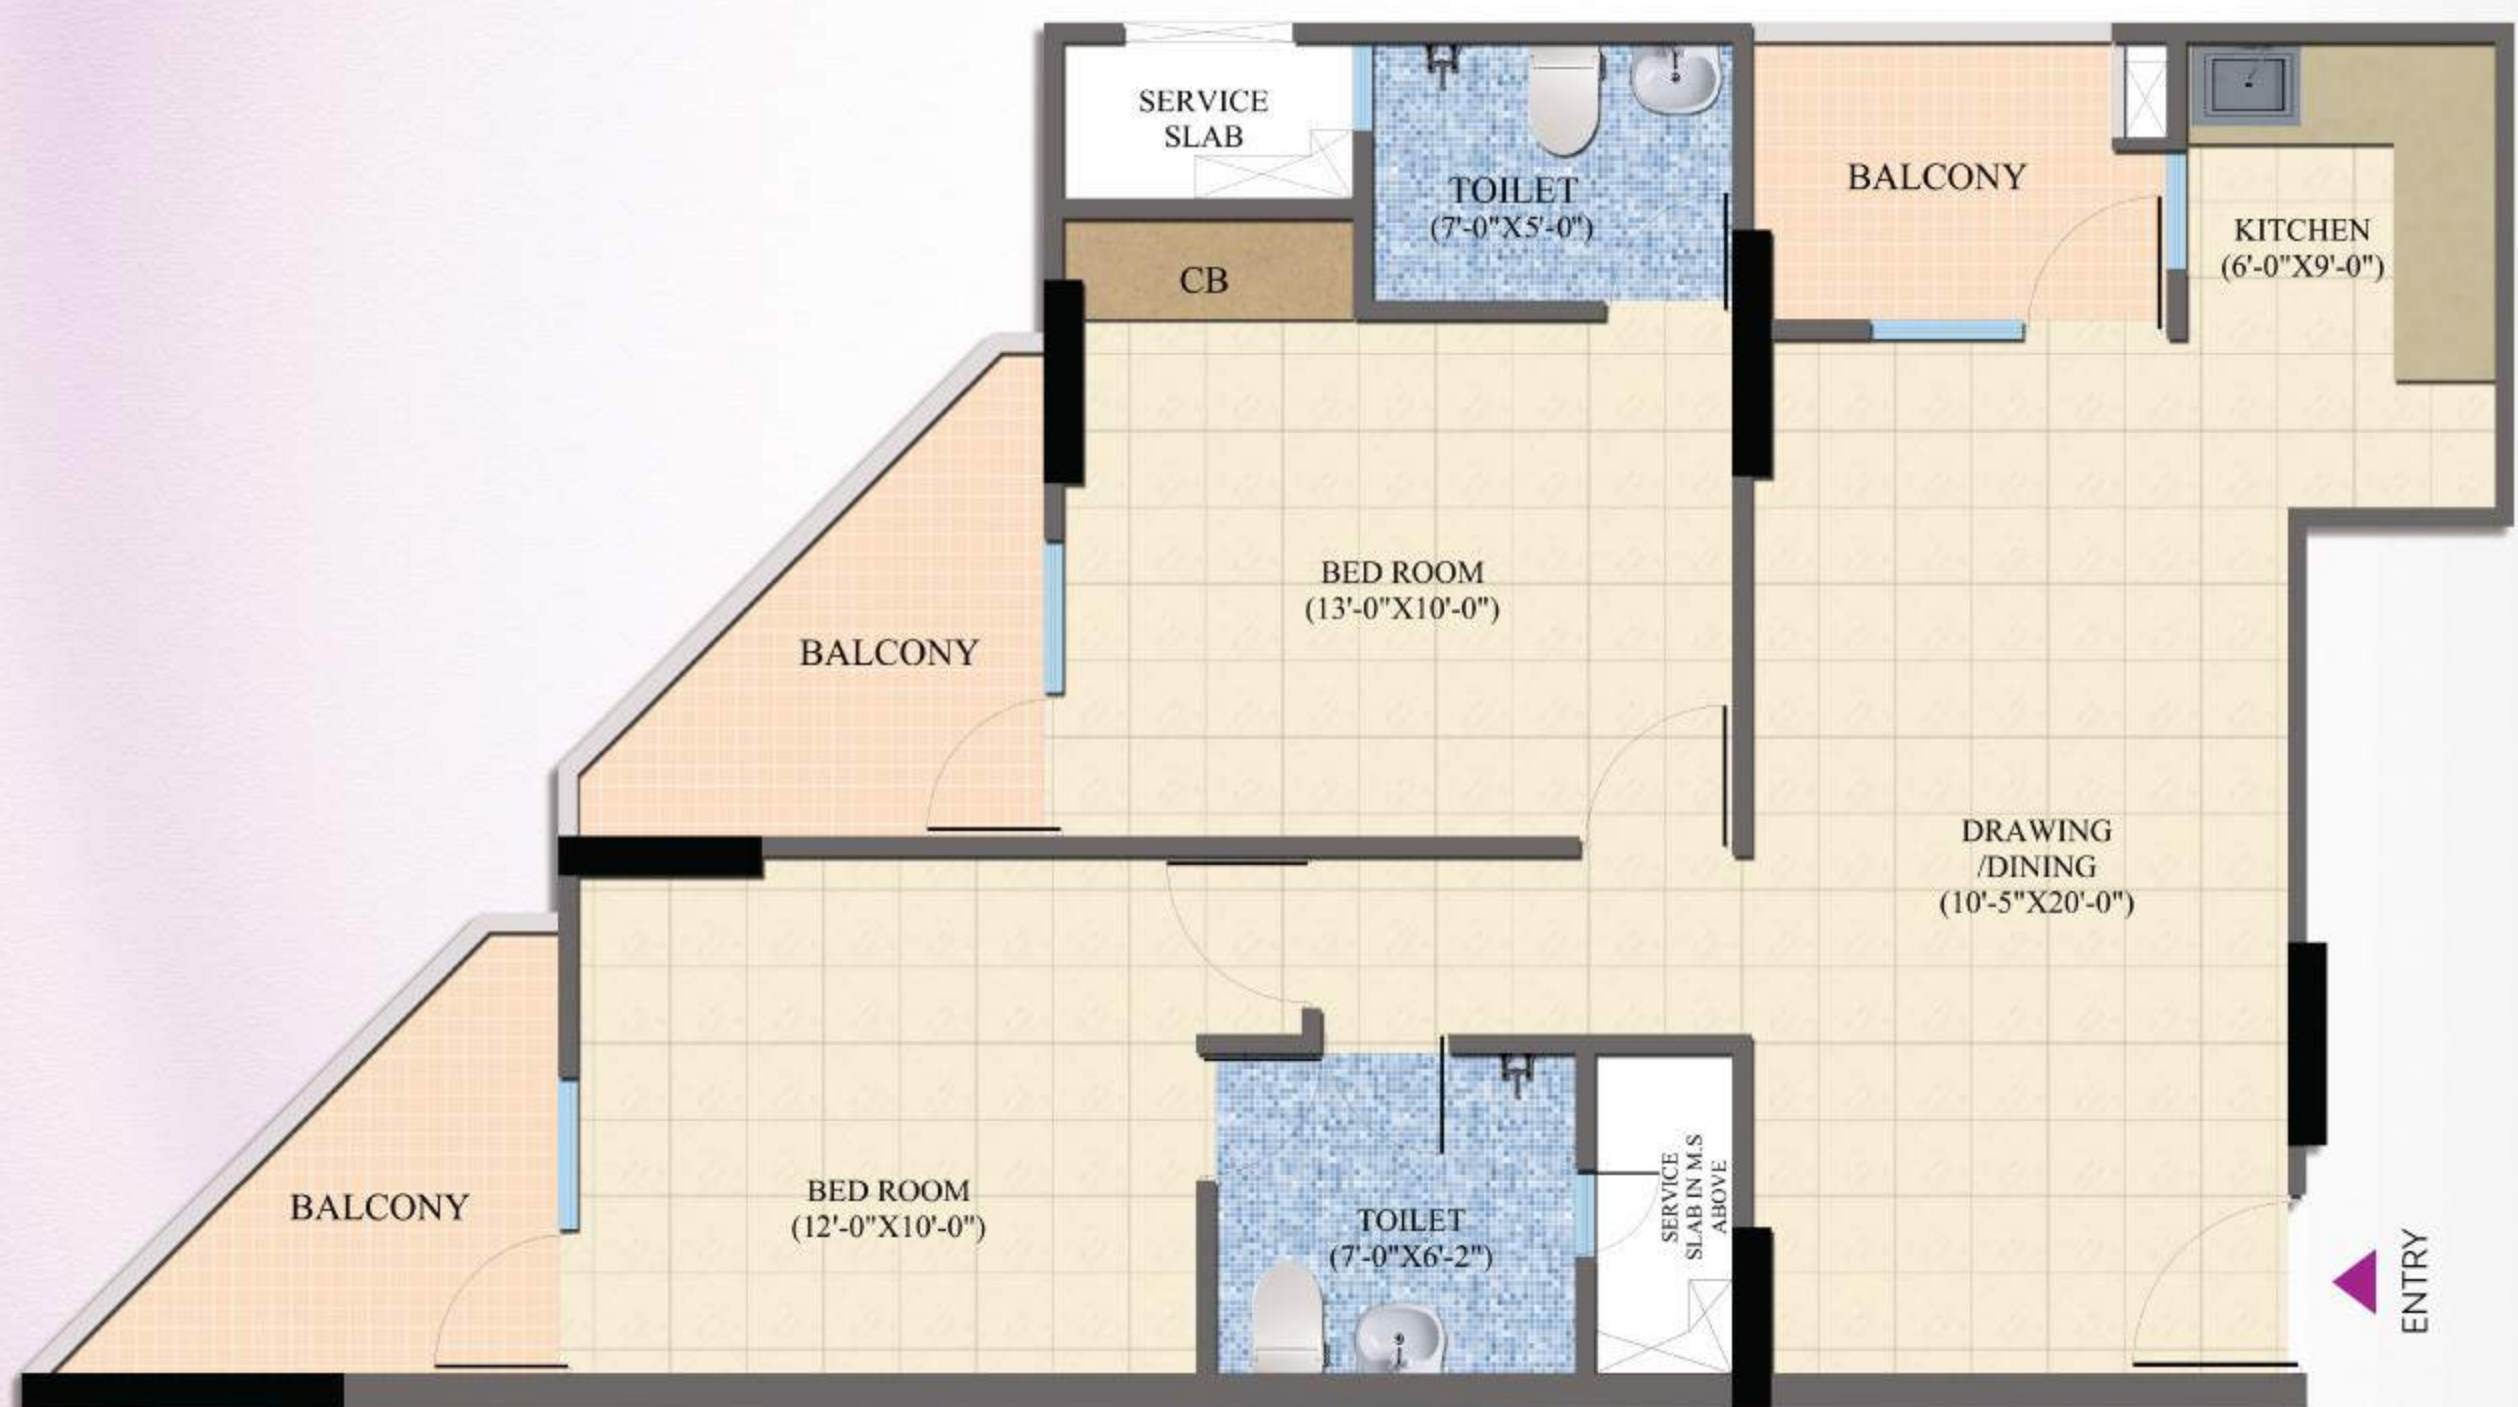 SERVICE
SLAB
TOILET
(7'-0"X5'-0")
BALCONY
KITCHEN
(6'-0"X9'-0")
CB
BED ROOM
(13'-0"X10'-0")
BALCONY
DRAWING
/DINING
(10'-5"X20'-0")
BALCONY
BED ROOM
(12'-0"X10'-0")
TOILET
(7'-0"X6'-2")
SERVICE
SLAB IN M.S
ABOVE
ENTRY